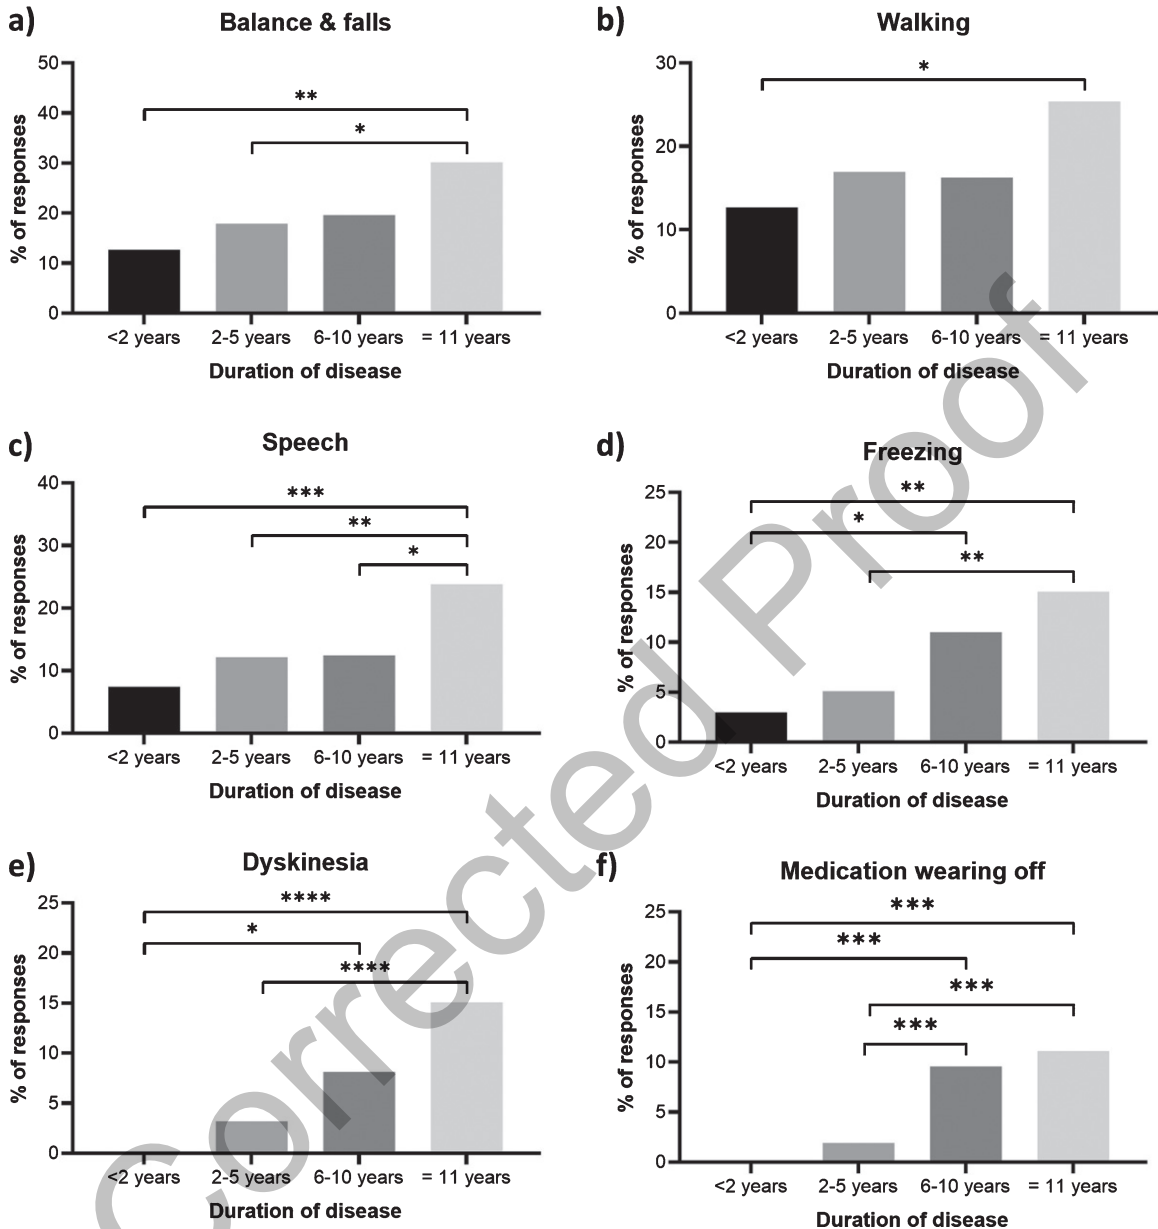 a) Balance & falls
50
40
30
20
10
0
% of responses
**
*
<2 years 2-5 years 6-10 years = 11 years
Duration of disease
b) Walking
30
20
10
0
% of responses
*
<2 years 2-5 years 6-10 years = 11 years
Duration of disease
c) Speech
40
30
20
10
0
% of responses
***
**
*
<2 years 2-5 years 6-10 years = 11 years
Duration of disease
d) Freezing
25
20
15
10
5
0
% of responses
**
*
**
<2 years 2-5 years 6-10 years = 11 years
Duration of disease
e) Dyskinesia
25
20
15
10
5
0
% of responses
****
*
****
<2 years 2-5 years 6-10 years = 11 years
Duration of disease
f) Medication wearing off
25
20
15
10
5
0
% of responses
***
***
***
***
<2 years 2-5 years 6-10 years = 11 years
Duration of disease
Corrected Proof